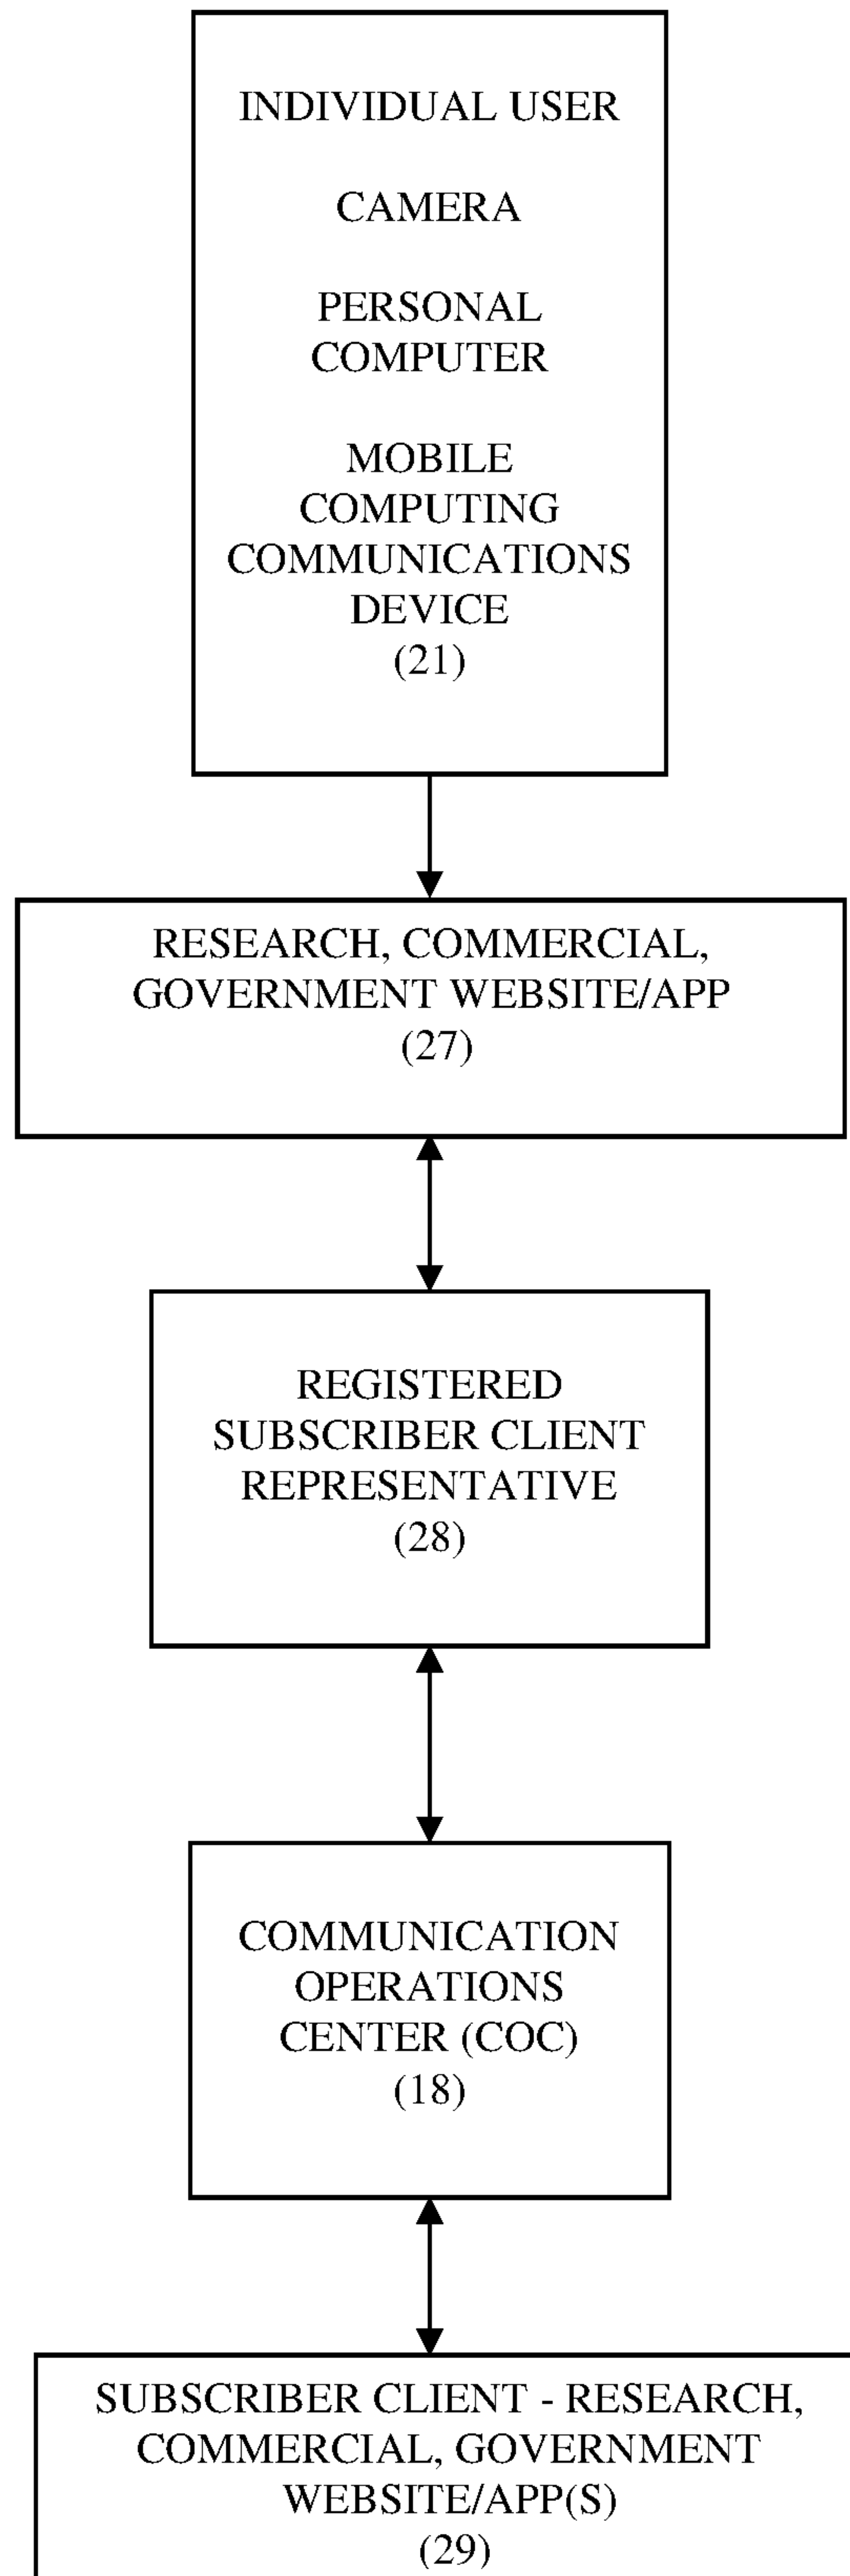 INDIVIDUAL USER
CAMERA
PERSONAL
COMPUTER
MOBILE
COMPUTING
COMMUNICATIONS
DEVICE
(21)
RESEARCH, COMMERCIAL,
GOVERNMENT WEBSITE/APP
(27)
REGISTERED
SUBSCRIBER CLIENT
REPRESENTATIVE
(28)
COMMUNICATION
OPERATIONS
CENTER (COC)
(18)
SUBSCRIBER CLIENT - RESEARCH,
COMMERCIAL, GOVERNMENT
WEBSITE/APP(S)
(29)